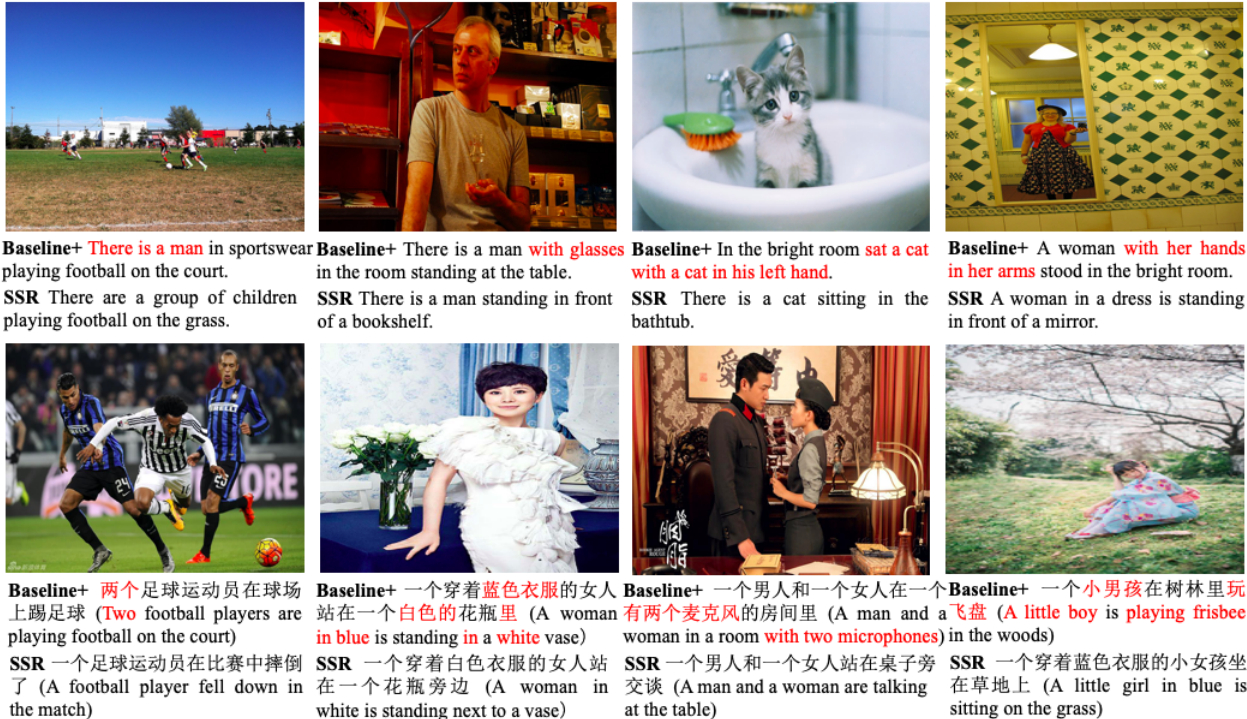 Baseline+ There is a man in sportswear
playing football on the court.
SSR There are a group of children
playing football on the grass.
Baseline+ There is a man with glasses
in the room standing at the table.
SSR There is a man standing in front
of a bookshelf.
Baseline+ In the bright room sat a cat
with a cat in his left hand.
SSR There is a cat sitting in the
bathtub.
Baseline+ A woman with her hands
in her arms stood in the bright room.
SSR A woman in a dress is standing
in front of a mirror.
IRELLI
24
23
ORE
Baseline+ 两个足球运动员在球场
上踢足球 (Two football players are
playing football on the court)
SSR 一个足球运动员在比赛中摔倒
了 (A football player fell down in
the match)
Baseline+ 一个穿着蓝色衣服的女人
站在一个白色的花瓶里 (A woman
in blue is standing in a white vase)
SSR 一个穿着白色衣服的女人站
在一个花瓶旁边 (A woman in
white is standing next to a vase)
愛
中
胭脂
Baseline+ 一个男人和一个女人在一个
有两个麦克风的房间里 (A man and a
woman in a room with two microphones)
SSR 一个男人和一个女人站在桌子旁
交谈 (A man and a woman are talking
at the table)
Baseline+ 一个小男孩在树林里玩
飞盘 (A little boy is playing frisbee
in the woods)
SSR 一个穿着蓝色衣服的小女孩坐
在草地上 (A little girl in blue is
sitting on the grass)